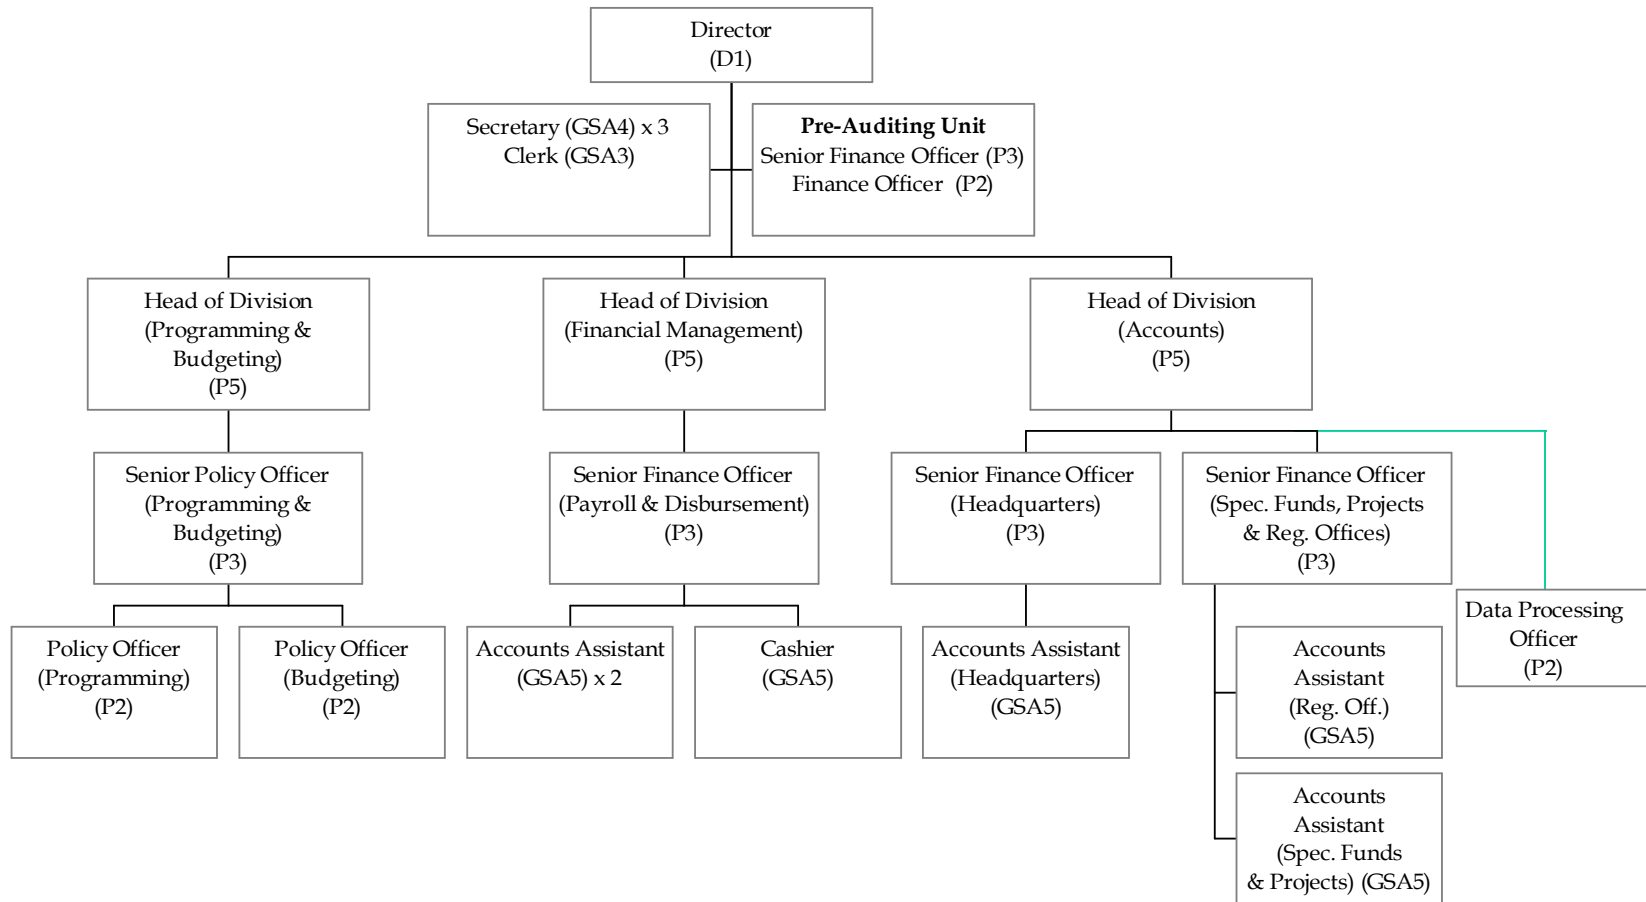 Director
(D1)
Secretary (GSA4) x 3
Clerk (GSA3)
Pre-Auditing Unit
Senior Finance Officer (P3)
Finance Officer  (P2)
Head of Division
(Programming &
Budgeting)
(P5)
Head of Division
(Financial Management)
(P5)
Head of Division
(Accounts)
(P5)
Senior Policy Officer
(Programming &
Budgeting)
(P3)
Senior Finance Officer
(Payroll & Disbursement)
(P3)
Senior Finance Officer
(Headquarters)
(P3)
Senior Finance Officer
(Spec. Funds, Projects
& Reg. Offices)
(P3)
Data Processing
Officer
(P2)
Policy Officer
(Programming)
(P2)
Policy Officer
(Budgeting)
(P2)
Accounts Assistant
(GSA5) x 2
Cashier
(GSA5)
Accounts Assistant
(Headquarters)
(GSA5)
Accounts
Assistant
(Reg. Off.)
(GSA5)
Accounts
Assistant
(Spec. Funds
& Projects) (GSA5)